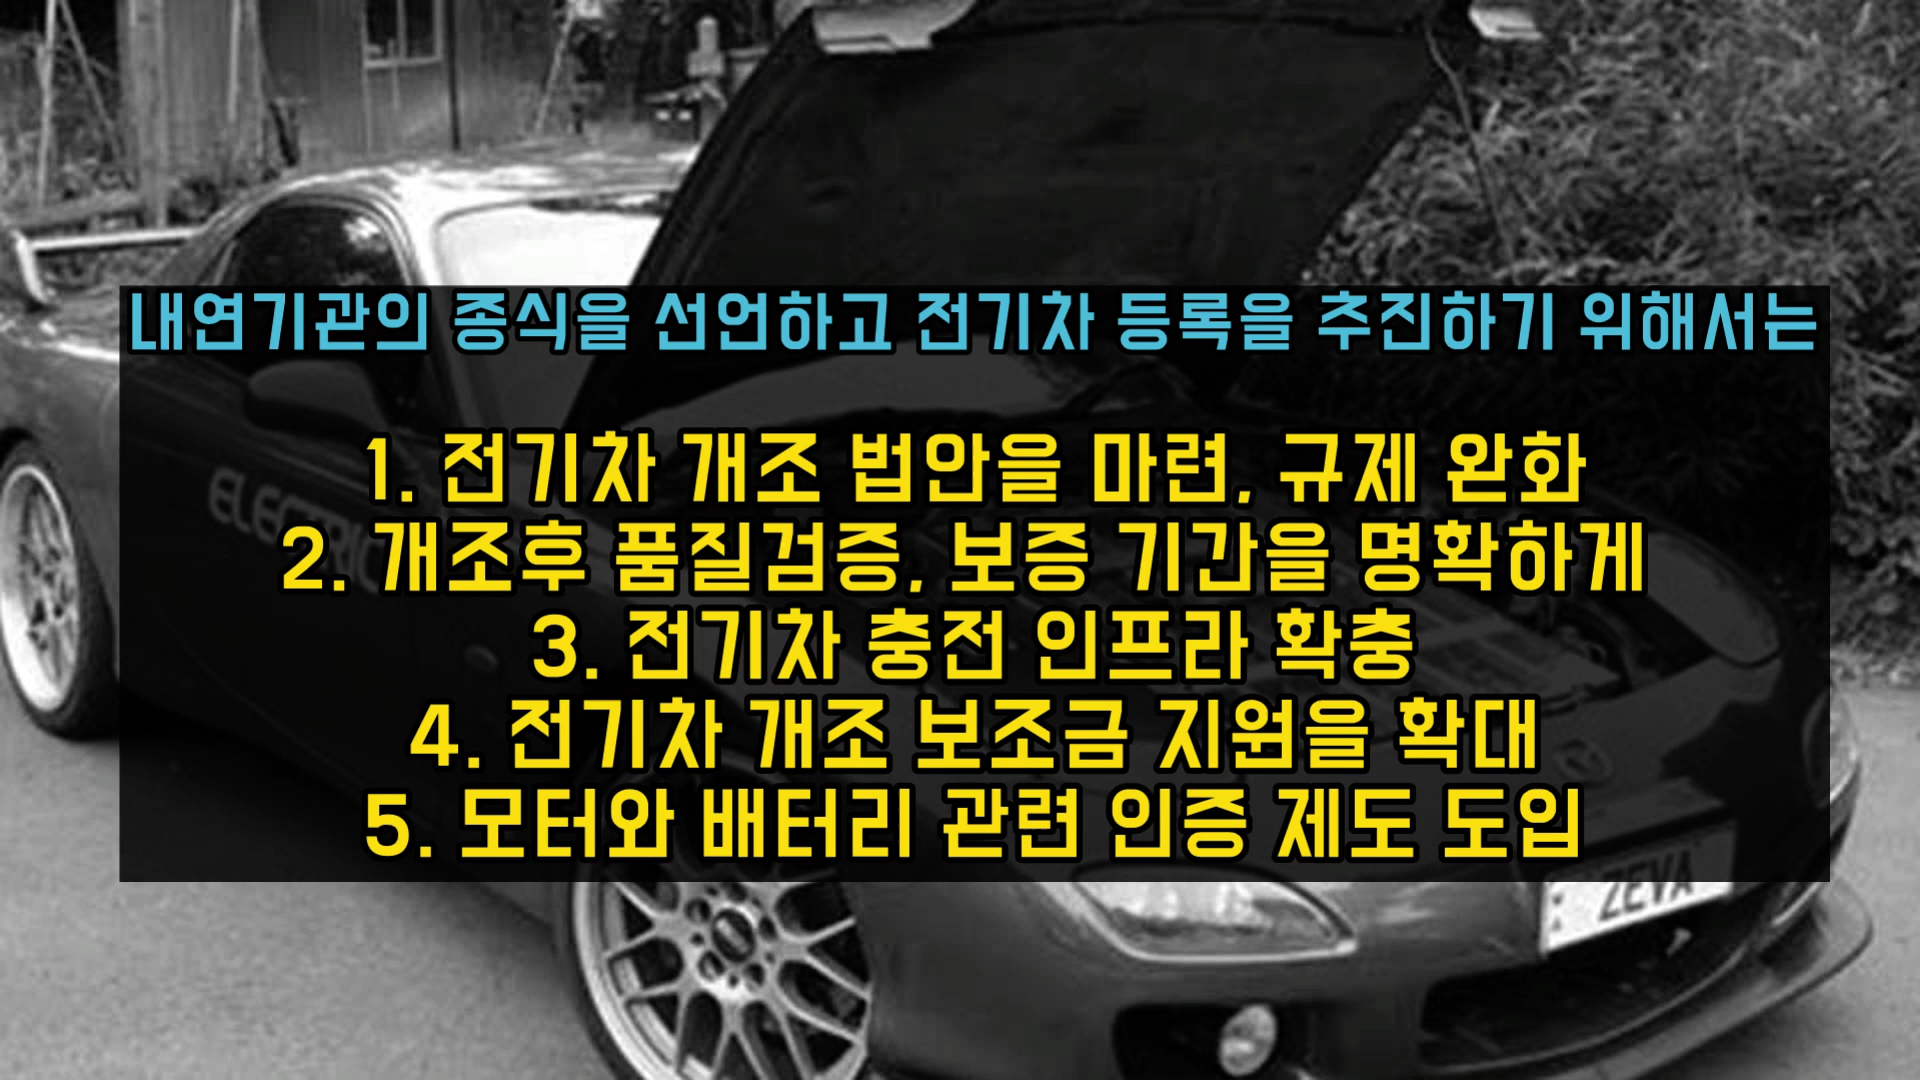 내연기관의 종식을 선언하고 전기차 등록을 추진하기 위해서는
1. 전기차 개조 법안을 마련, 규제 완화
2. 개조후 품질검증, 보증 기간을 명확하게
3. 전기차 충전 인프라 확충
4. 전기차 개조 보조금 지원을 확대
5. 모터와 배터리 관련 인증 제도 도입
ELECTRIC
ZEVA